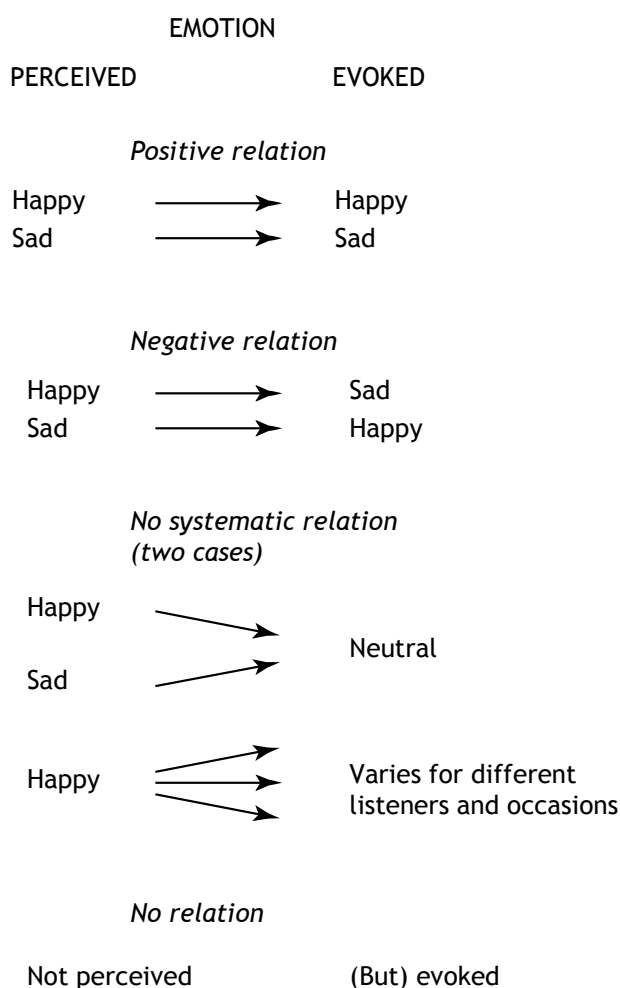 EMOTION
PERCEIVED EVOKED
Positive relation
Happy Happy
Sad Sad
Negative relation
Happy Sad
Sad Happy
No systematic relation
(two cases)
Happy
Neutral
Sad
Happy
Varies for different
listeners and occasions
No relation
Not perceived (But) evoked